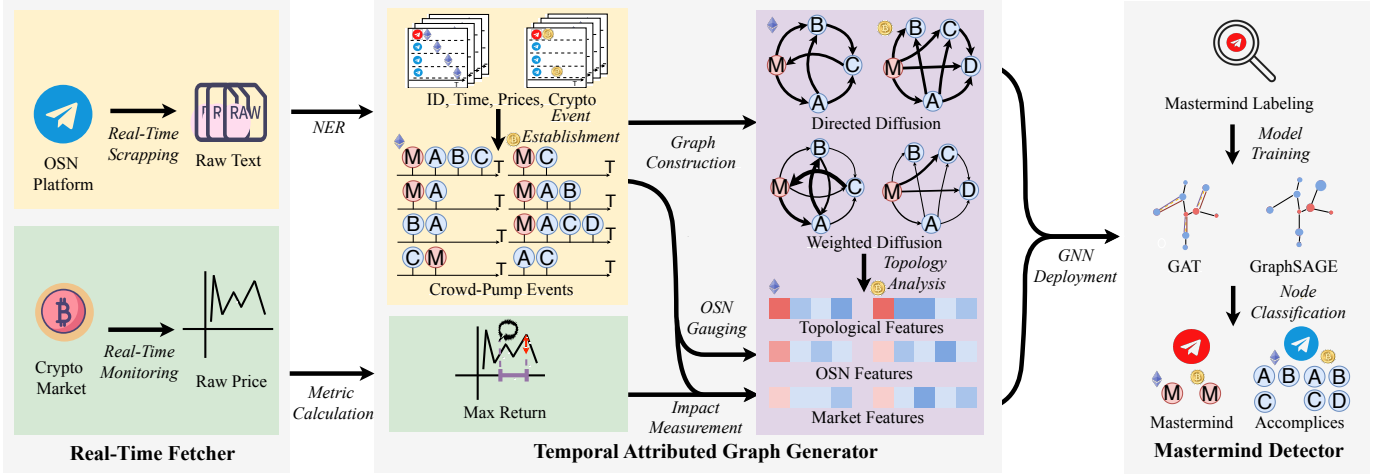 OSN
Platform
Real-Time
Scrapping
RAW
Raw Text
Crypto
Market
Real-Time
Monitoring
Raw Price
Real-Time Fetcher
NER
Metric
Calculation
T
T
ID, Time, Prices, Crypto
Event
Establishment
M A B C T
M C T
M A T
M A B T
B A T
M A C D T
C M T
A C T
Crowd-Pump Events
Max Return
Graph
Construction
OSN
Gauging
Impact
Measurement
B
M C
A
B C
M D
A
Directed Diffusion
B
M C
A
B C
M D
A
Weighted Diffusion
Topology
Analysis
Topological Features
OSN Features
Market Features
Temporal Attributed Graph Generator
GNN
Deployment
Mastermind Labeling
Model
Training
GAT
GraphSAGE
Node
Classification
M M
A B A B
C C D
Mastermind
Accomplices
Mastermind Detector